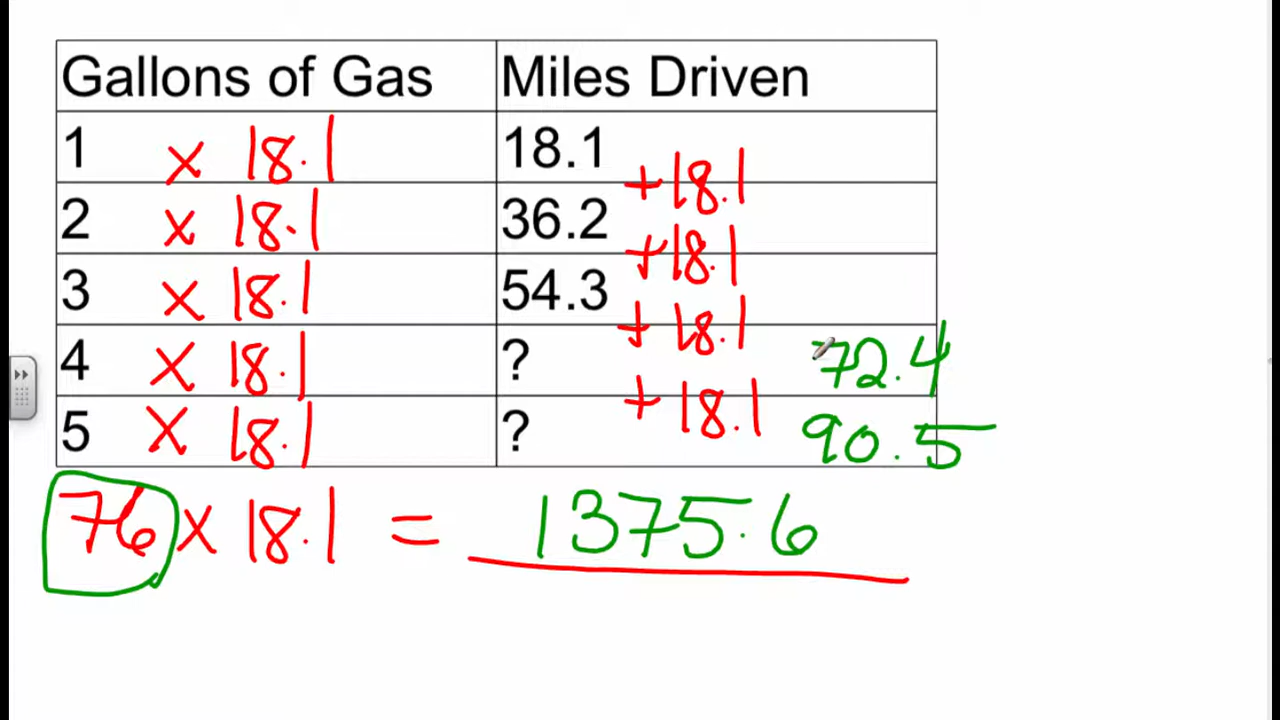 Gallons of Gas Miles Driven
1 × 18.1 18.1
+18.1
2 × 18.1 36.2
+18.1
3 × 18.1 54.3
+ 18.1
4 × 18.1 ? 72.4
+ 18.1
5 × 18.1 ? 90.5
76 × 18.1 = 1375.6